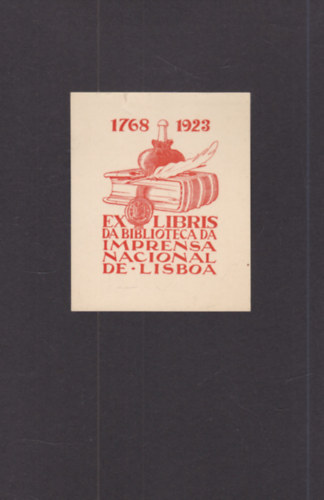 1768 1923
EX LIBRIS
DA BIBLIOTECA DA
IMPRENSA
NACIONAL
DE · LISBOA